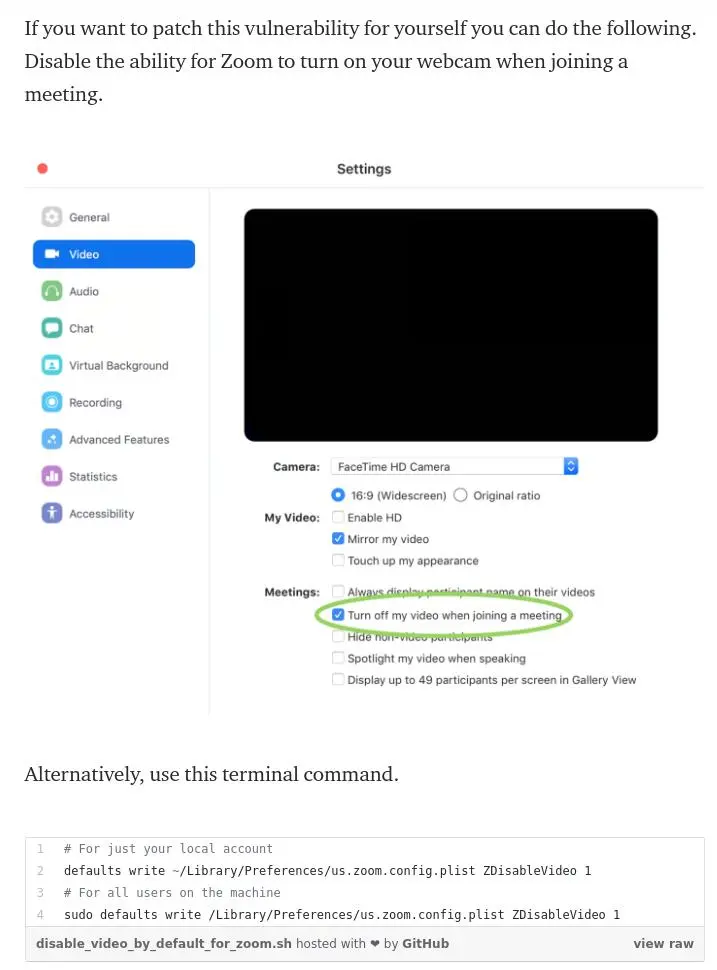 If you want to patch this vulnerability for yourself you can do the following.
Disable the ability for Zoom to turn on your webcam when joining a
meeting.
Settings
General
Video
Audio
Chat
Virtual Background
Recording
Advanced Features
Statistics
Accessibility
Camera: FaceTime HD Camera
16:9 (Widescreen) Original ratio
My Video: Enable HD
Mirror my video
Touch up my appearance
Meetings: Always display participant name on their videos
Turn off my video when joining a meeting
Hide non-video participants
Spotlight my video when speaking
Display up to 49 participants per screen in Gallery View
Alternatively, use this terminal command.
1 # For just your local account
2 defaults write ~/Library/Preferences/us.zoom.config.plist ZDisableVideo 1
3 # For all users on the machine
4 sudo defaults write /Library/Preferences/us.zoom.config.plist ZDisableVideo 1
disable_video_by_default_for_zoom.sh hosted with ❤ by GitHub view raw